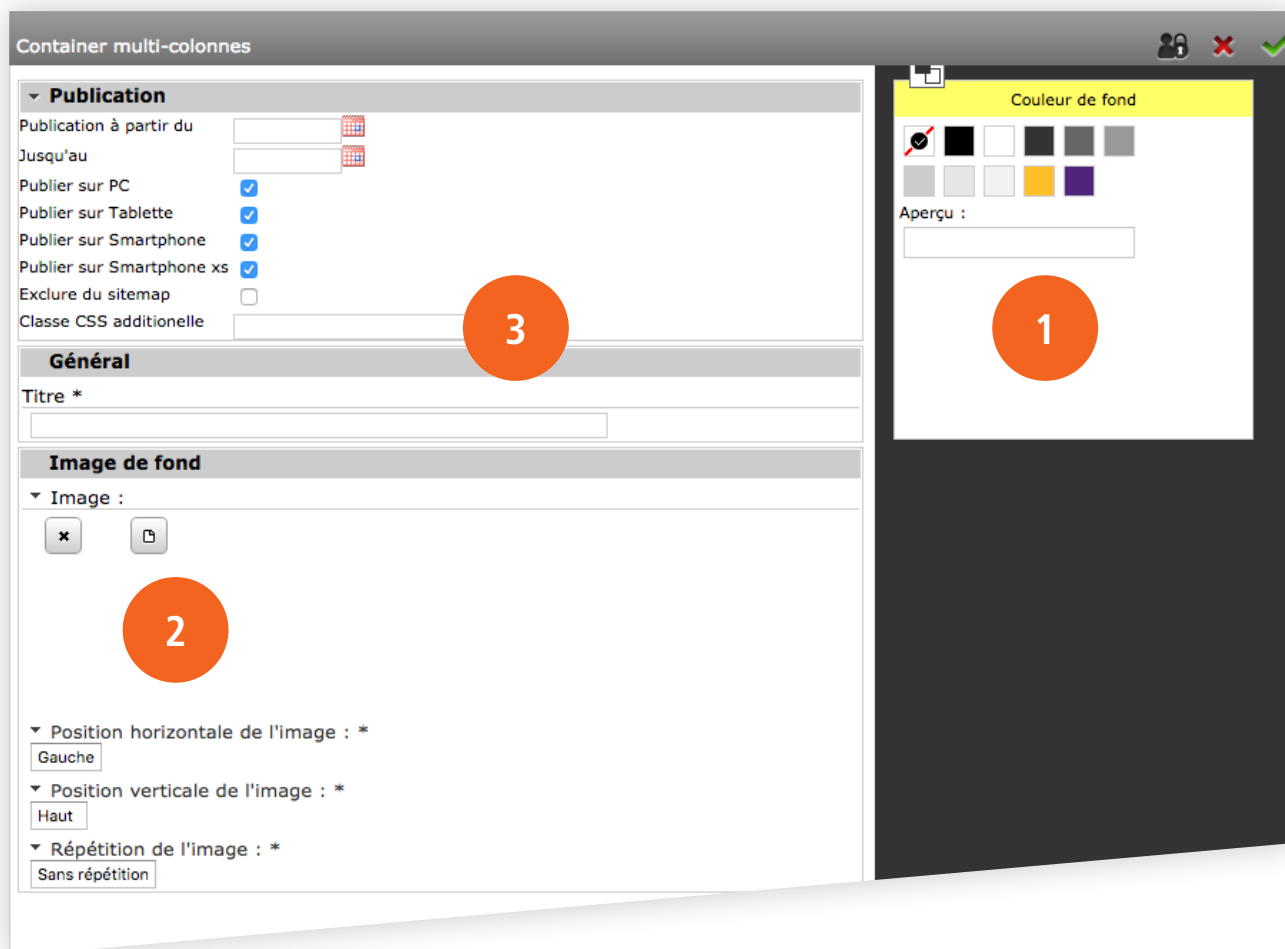 Container multi-colonnes
Publication
Publication à partir du
Jusqu'au
Publier sur PC
Publier sur Tablette
Publier sur Smartphone
Publier sur Smartphone xs
Exclure du sitemap
Classe CSS additionelle
3
Général
Titre *
Image de fond
Image :
2
Position horizontale de l'image : *
Gauche
Position verticale de l'image : *
Haut
Répétition de l'image : *
Sans répétition
Couleur de fond
Aperçu :
1